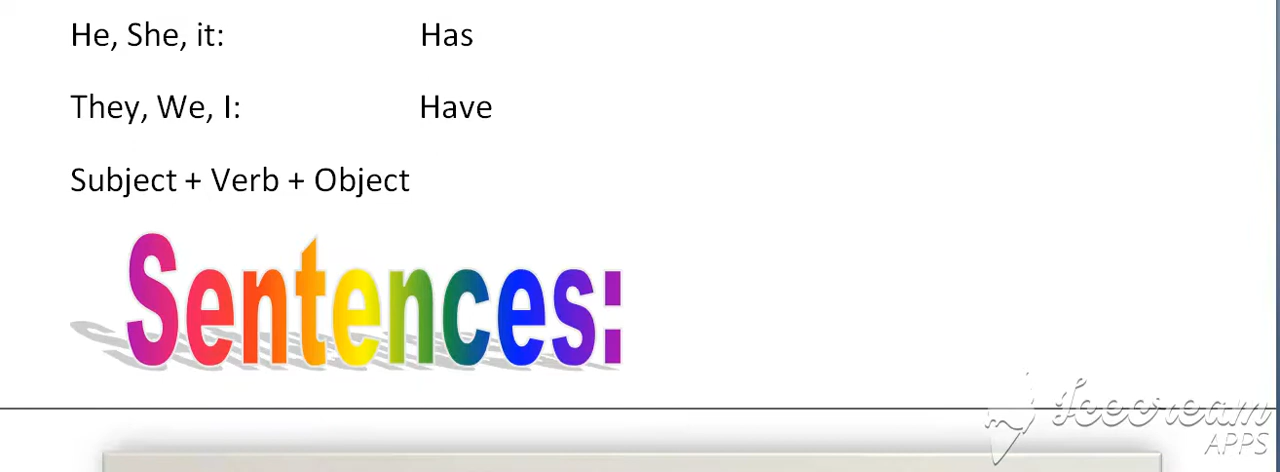 He, She, it: Has
They, We, I: Have
Subject + Verb + Object
Sentences:
Icecream
APPS